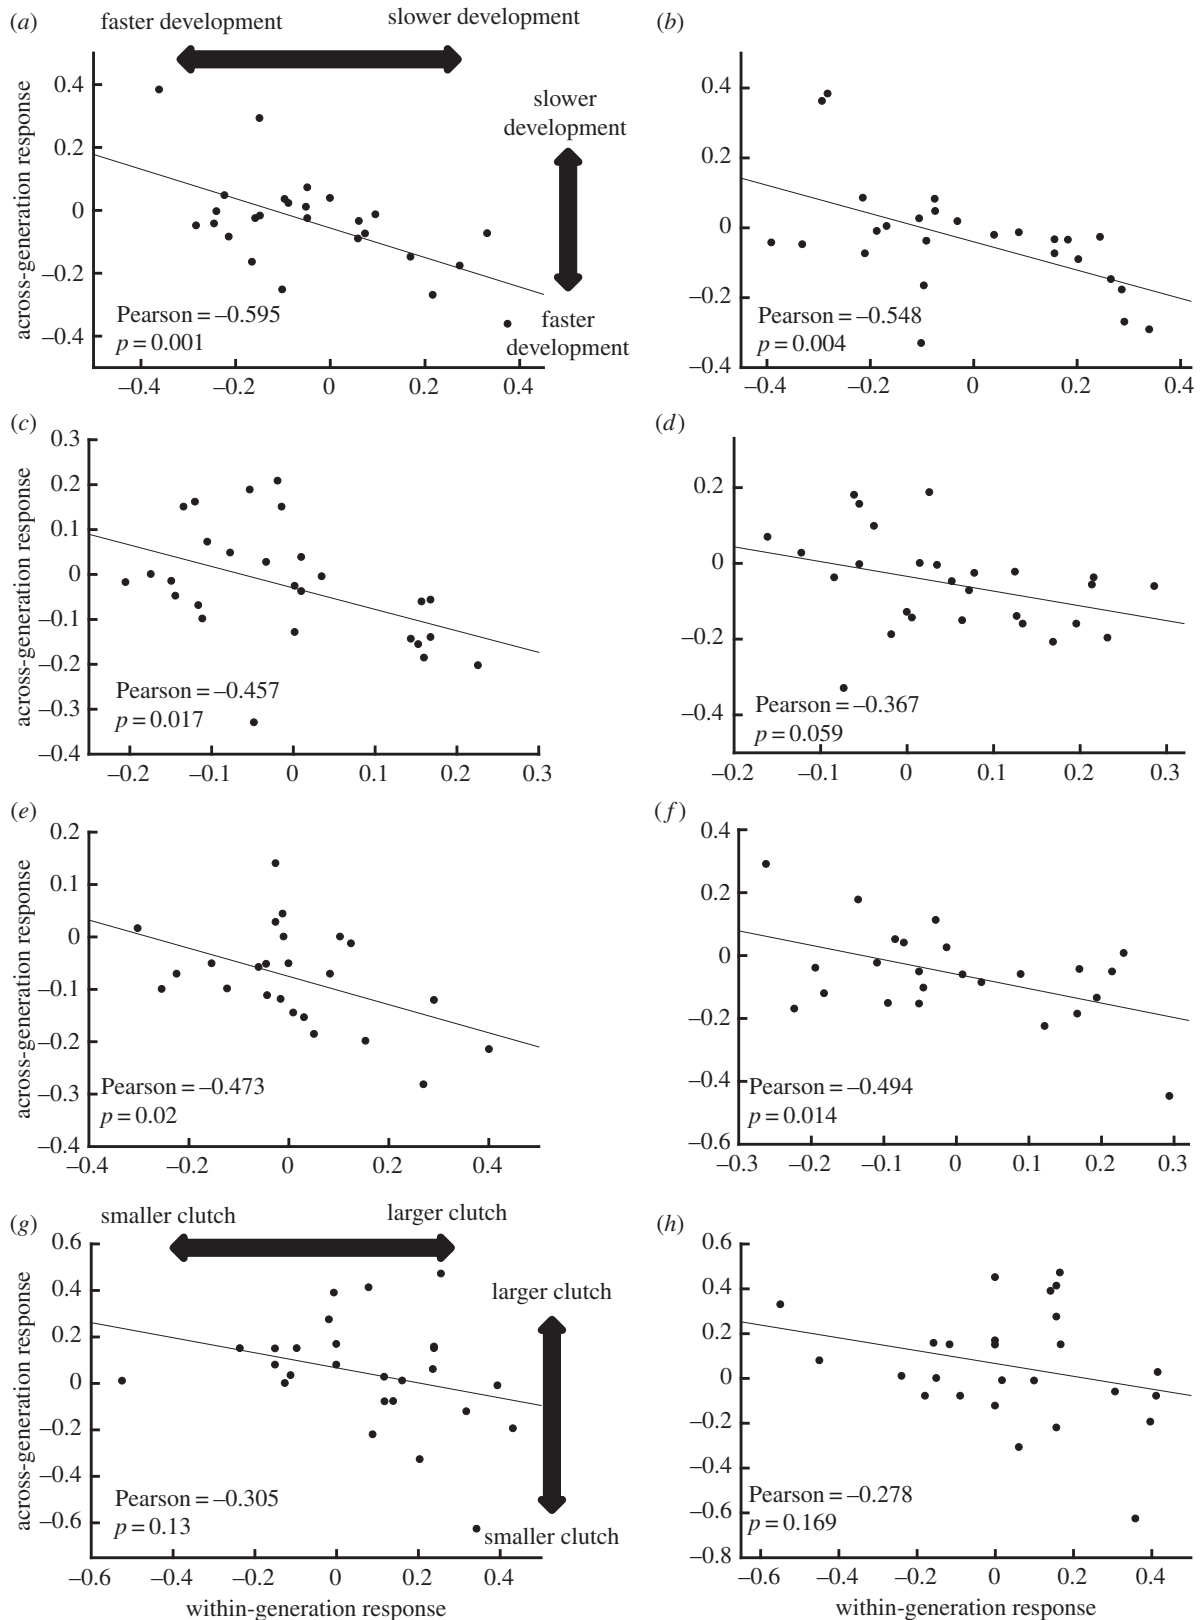 (a)
faster development
slower development
across-generation response
0.4
0.2
0
–0.2
–0.4
slower
development
faster
development
Pearson = –0.595
p = 0.001
–0.4
–0.2
0
0.2
0.4
(b)
0.4
0.2
0
–0.2
–0.4
Pearson = –0.548
p = 0.004
–0.4
–0.2
0
0.2
0.4
(c)
across-generation response
0.3
0.2
0.1
0
–0.1
–0.2
–0.3
–0.4
Pearson = –0.457
p = 0.017
–0.2
–0.1
0
0.1
0.2
0.3
(d)
0.2
0
–0.2
–0.4
Pearson = –0.367
p = 0.059
–0.2
–0.1
0
0.1
0.2
0.3
(e)
across-generation response
0.2
0.1
0
–0.1
–0.2
–0.3
–0.4
Pearson = –0.473
p = 0.02
–0.4
–0.2
0
0.2
0.4
(f)
0.4
0.2
0
–0.2
–0.4
–0.6
Pearson = –0.494
p = 0.014
–0.3
–0.2
–0.1
0
0.1
0.2
0.3
(g)
smaller clutch
larger clutch
across-generation response
0.6
0.4
0.2
0
–0.2
–0.4
–0.6
larger clutch
smaller clutch
Pearson = –0.305
p = 0.13
–0.6
–0.4
–0.2
0
0.2
0.4
within-generation response
(h)
0.6
0.4
0.2
0
–0.2
–0.4
–0.6
–0.8
Pearson = –0.278
p = 0.169
–0.6
–0.4
–0.2
0
0.2
0.4
within-generation response